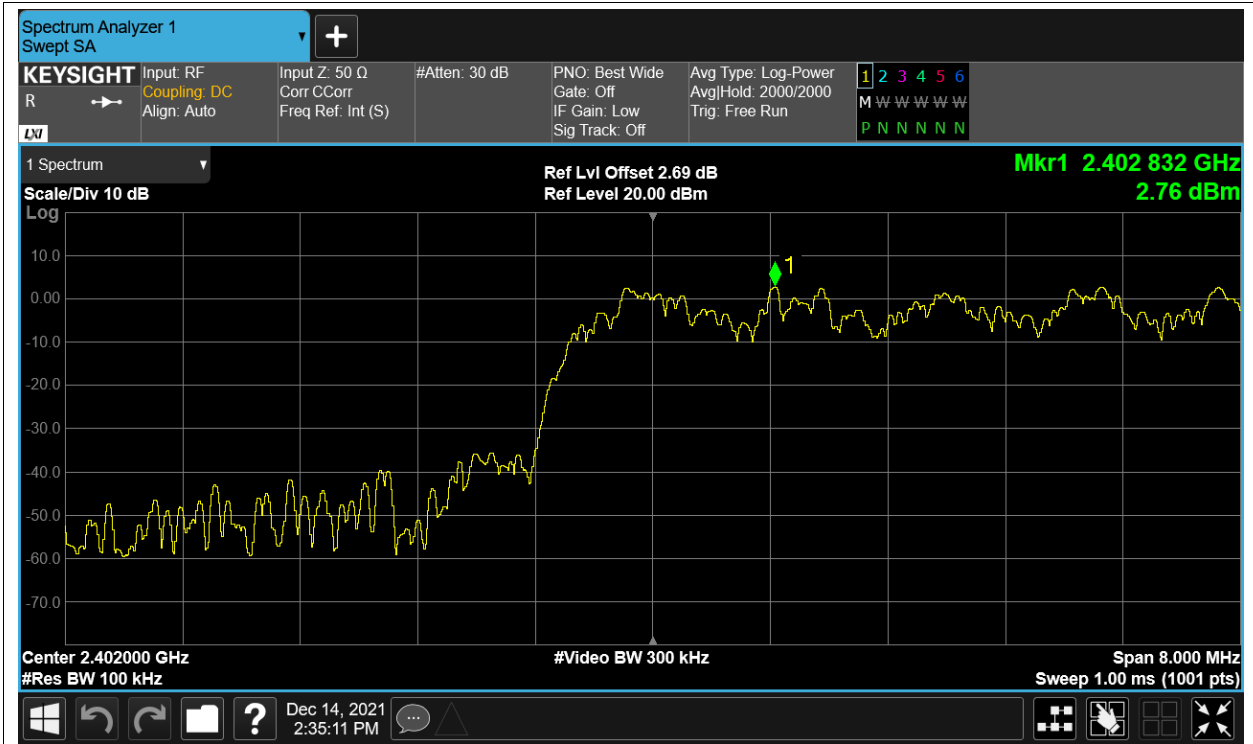 Spectrum Analyzer 1
Swept SA
+
KEYSIGHT
R
LXI
Input: RF
Coupling: DC
Align: Auto
Input Z: 50 Ω
Corr CCorr
Freq Ref: Int (S)
#Atten: 30 dB
PNO: Best Wide
Gate: Off
IF Gain: Low
Sig Track: Off
Avg Type: Log-Power
Avg|Hold: 2000/2000
Trig: Free Run
1 2 3 4 5 6
M W W W W W
P N N N N N
1 Spectrum
Scale/Div 10 dB
Log
Ref Lvl Offset 2.69 dB
Ref Level 20.00 dBm
Mkr1 2.402 832 GHz
2.76 dBm
1
10.0
0.00
-10.0
-20.0
-30.0
-40.0
-50.0
-60.0
-70.0
Center 2.402000 GHz
#Res BW 100 kHz
#Video BW 300 kHz
Span 8.000 MHz
Sweep 1.00 ms (1001 pts)
?
Dec 14, 2021
2:35:11 PM